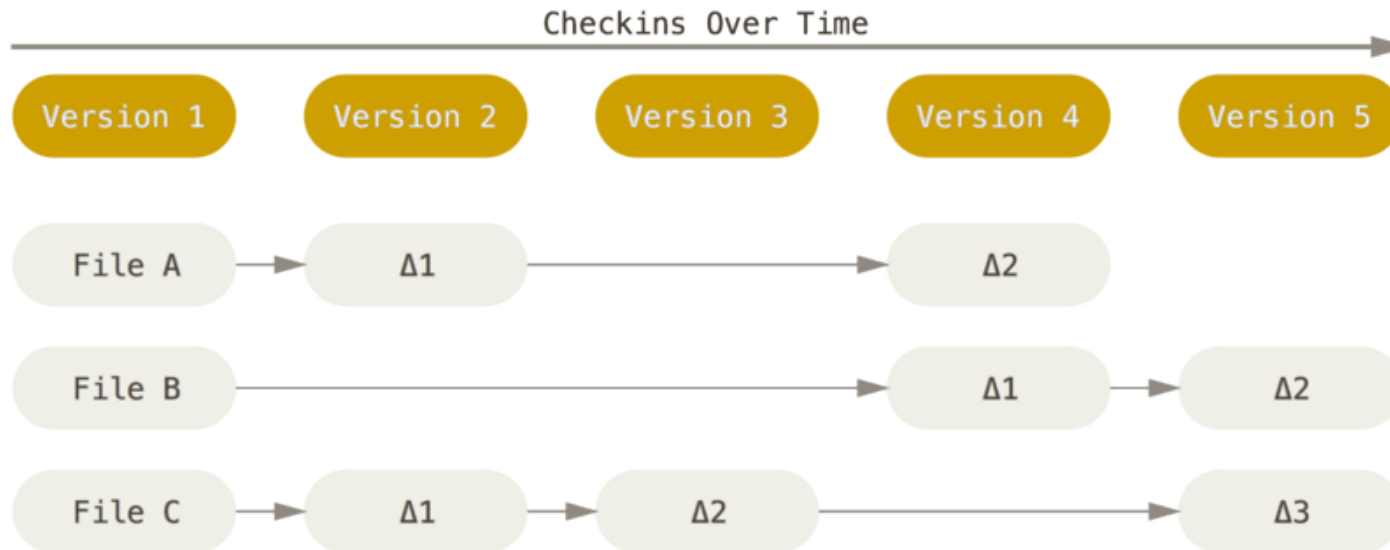 Checkins Over Time
Version 1 Version 2 Version 3 Version 4 Version 5
File A Δ1 Δ2
File B Δ1 Δ2
File C Δ1 Δ2 Δ3